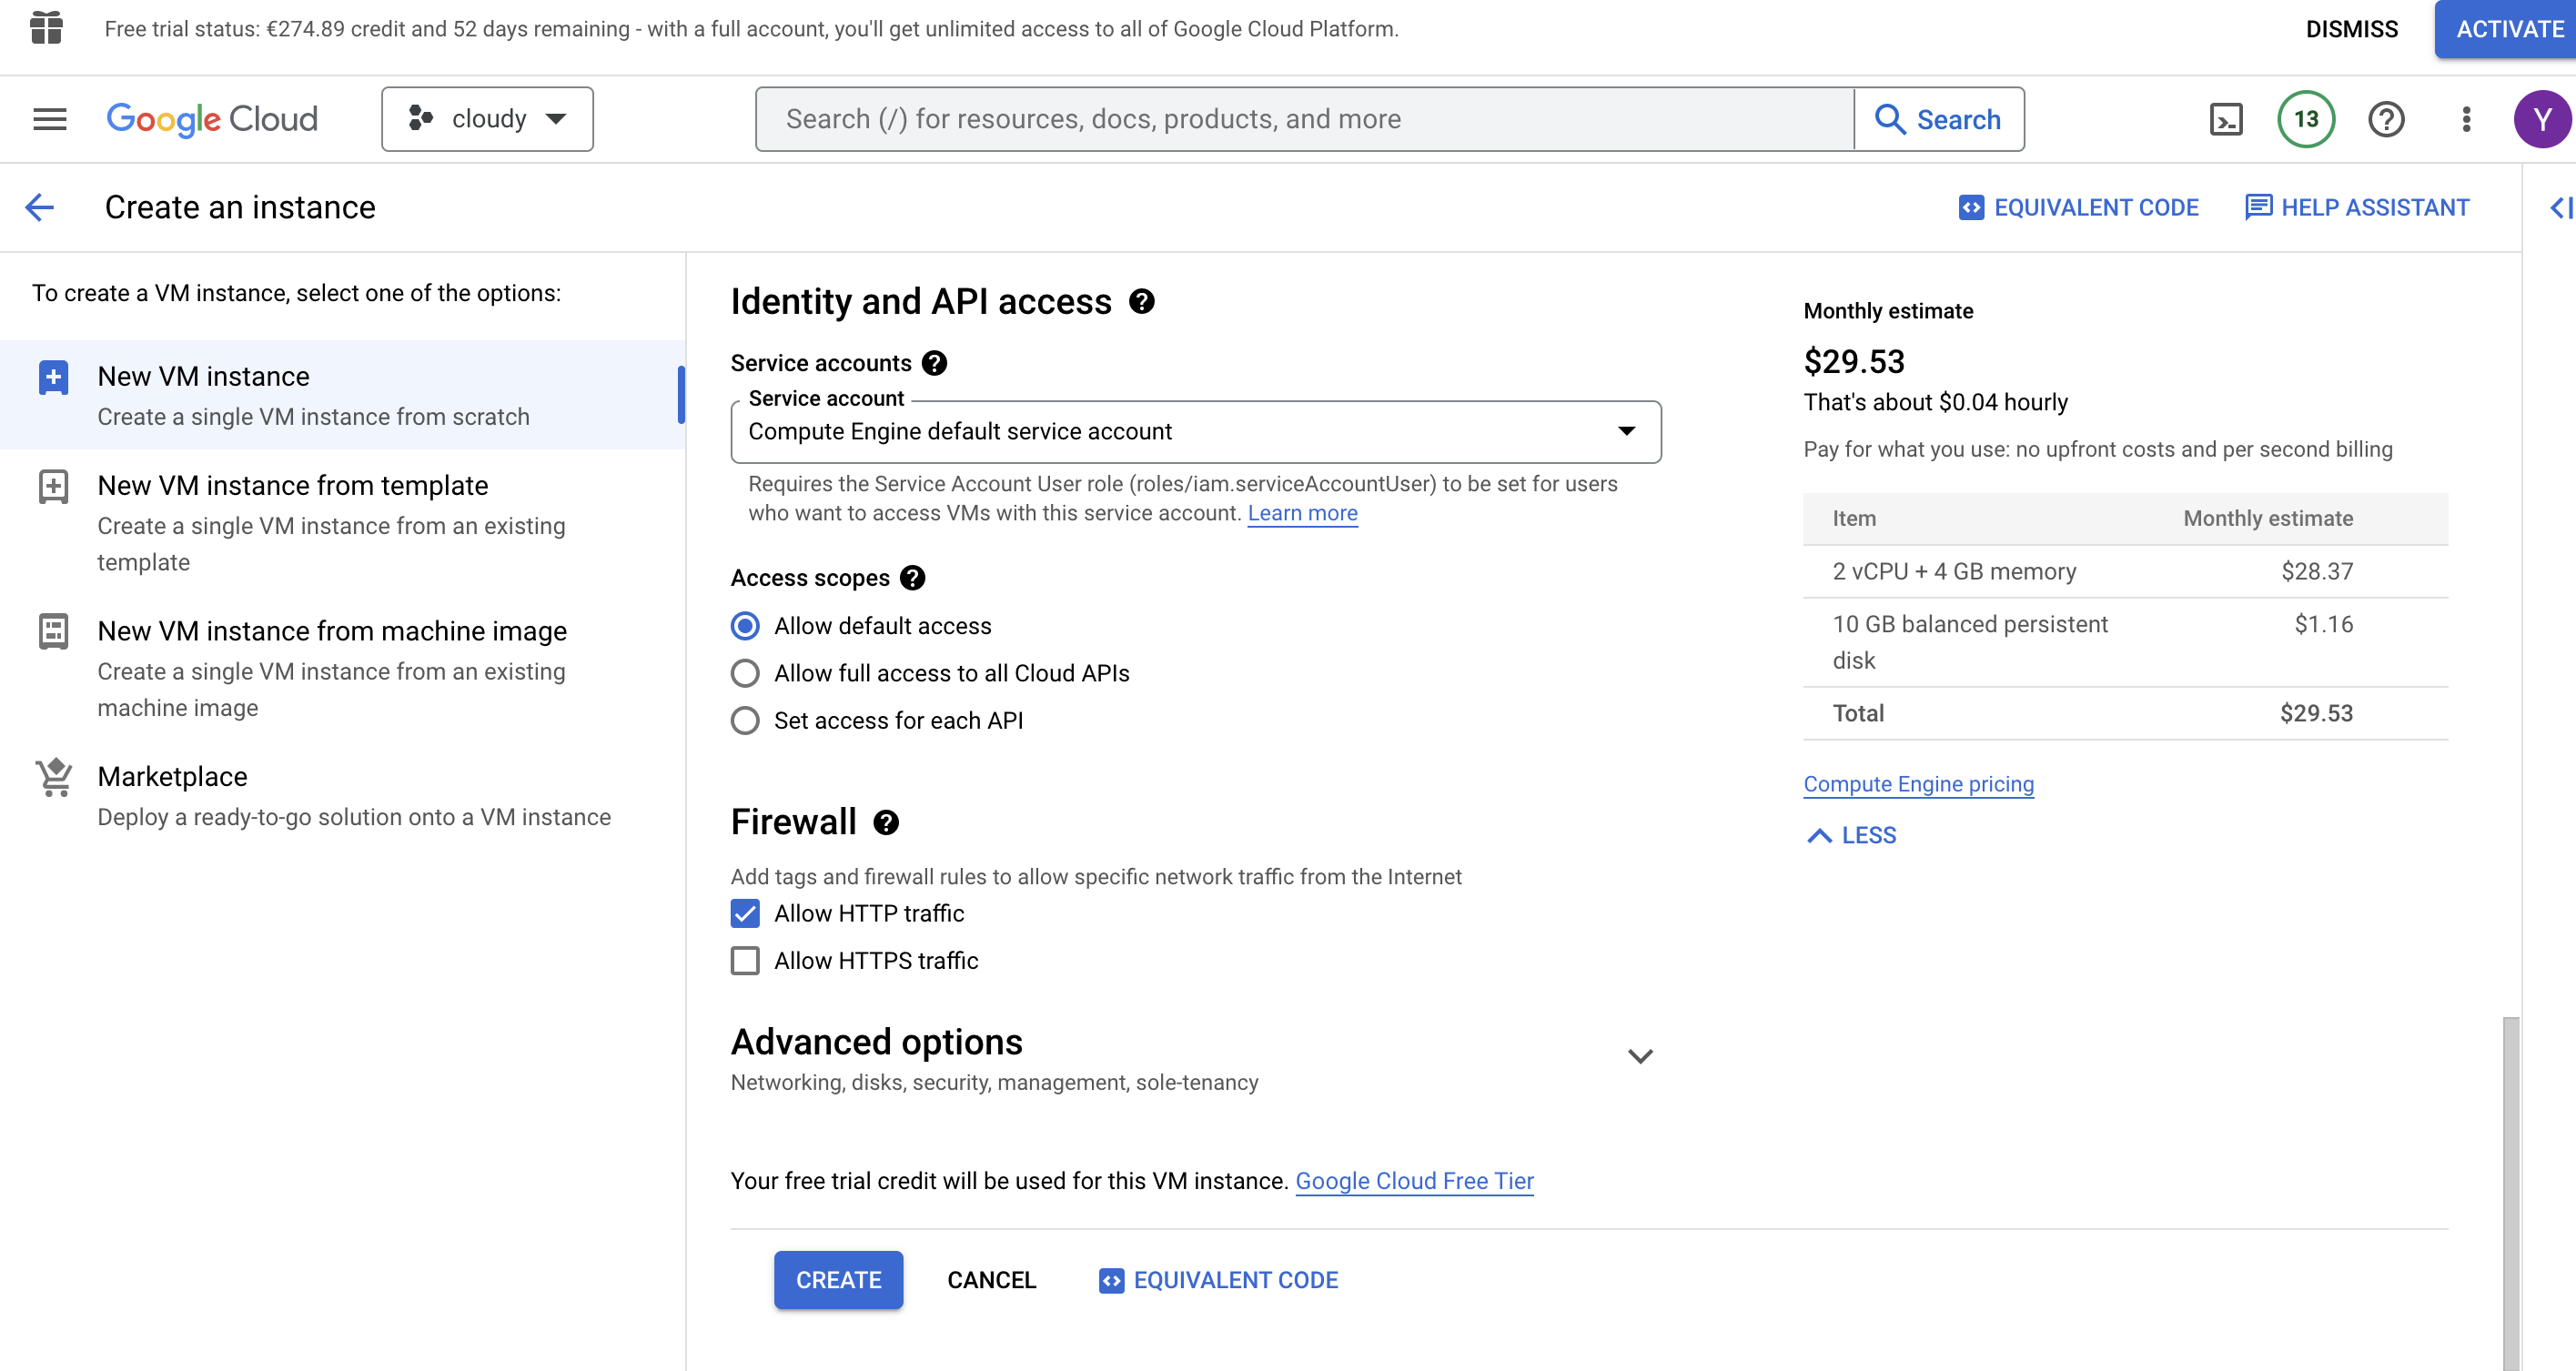 Free trial status: €274.89 credit and 52 days remaining - with a full account, you'll get unlimited access to all of Google Cloud Platform.
DISMISS
ACTIVATE
Google Cloud
cloudy
Search (/) for resources, docs, products, and more
Search
13
Y
Create an instance
EQUIVALENT CODE
HELP ASSISTANT
To create a VM instance, select one of the options:
New VM instance
Create a single VM instance from scratch
New VM instance from template
Create a single VM instance from an existing
template
New VM instance from machine image
Create a single VM instance from an existing
machine image
Marketplace
Deploy a ready-to-go solution onto a VM instance
Identity and API access
Service accounts
Service account
Compute Engine default service account
Requires the Service Account User role (roles/iam.serviceAccountUser) to be set for users
who want to access VMs with this service account. Learn more
Access scopes
Allow default access
Allow full access to all Cloud APIs
Set access for each API
Firewall
Add tags and firewall rules to allow specific network traffic from the Internet
Allow HTTP traffic
Allow HTTPS traffic
Advanced options
Networking, disks, security, management, sole-tenancy
Your free trial credit will be used for this VM instance. Google Cloud Free Tier
CREATE
CANCEL
EQUIVALENT CODE
Monthly estimate
$29.53
That's about $0.04 hourly
Pay for what you use: no upfront costs and per second billing
Item Monthly estimate
2 vCPU + 4 GB memory $28.37
10 GB balanced persistent $1.16
disk
Total $29.53
Compute Engine pricing
LESS